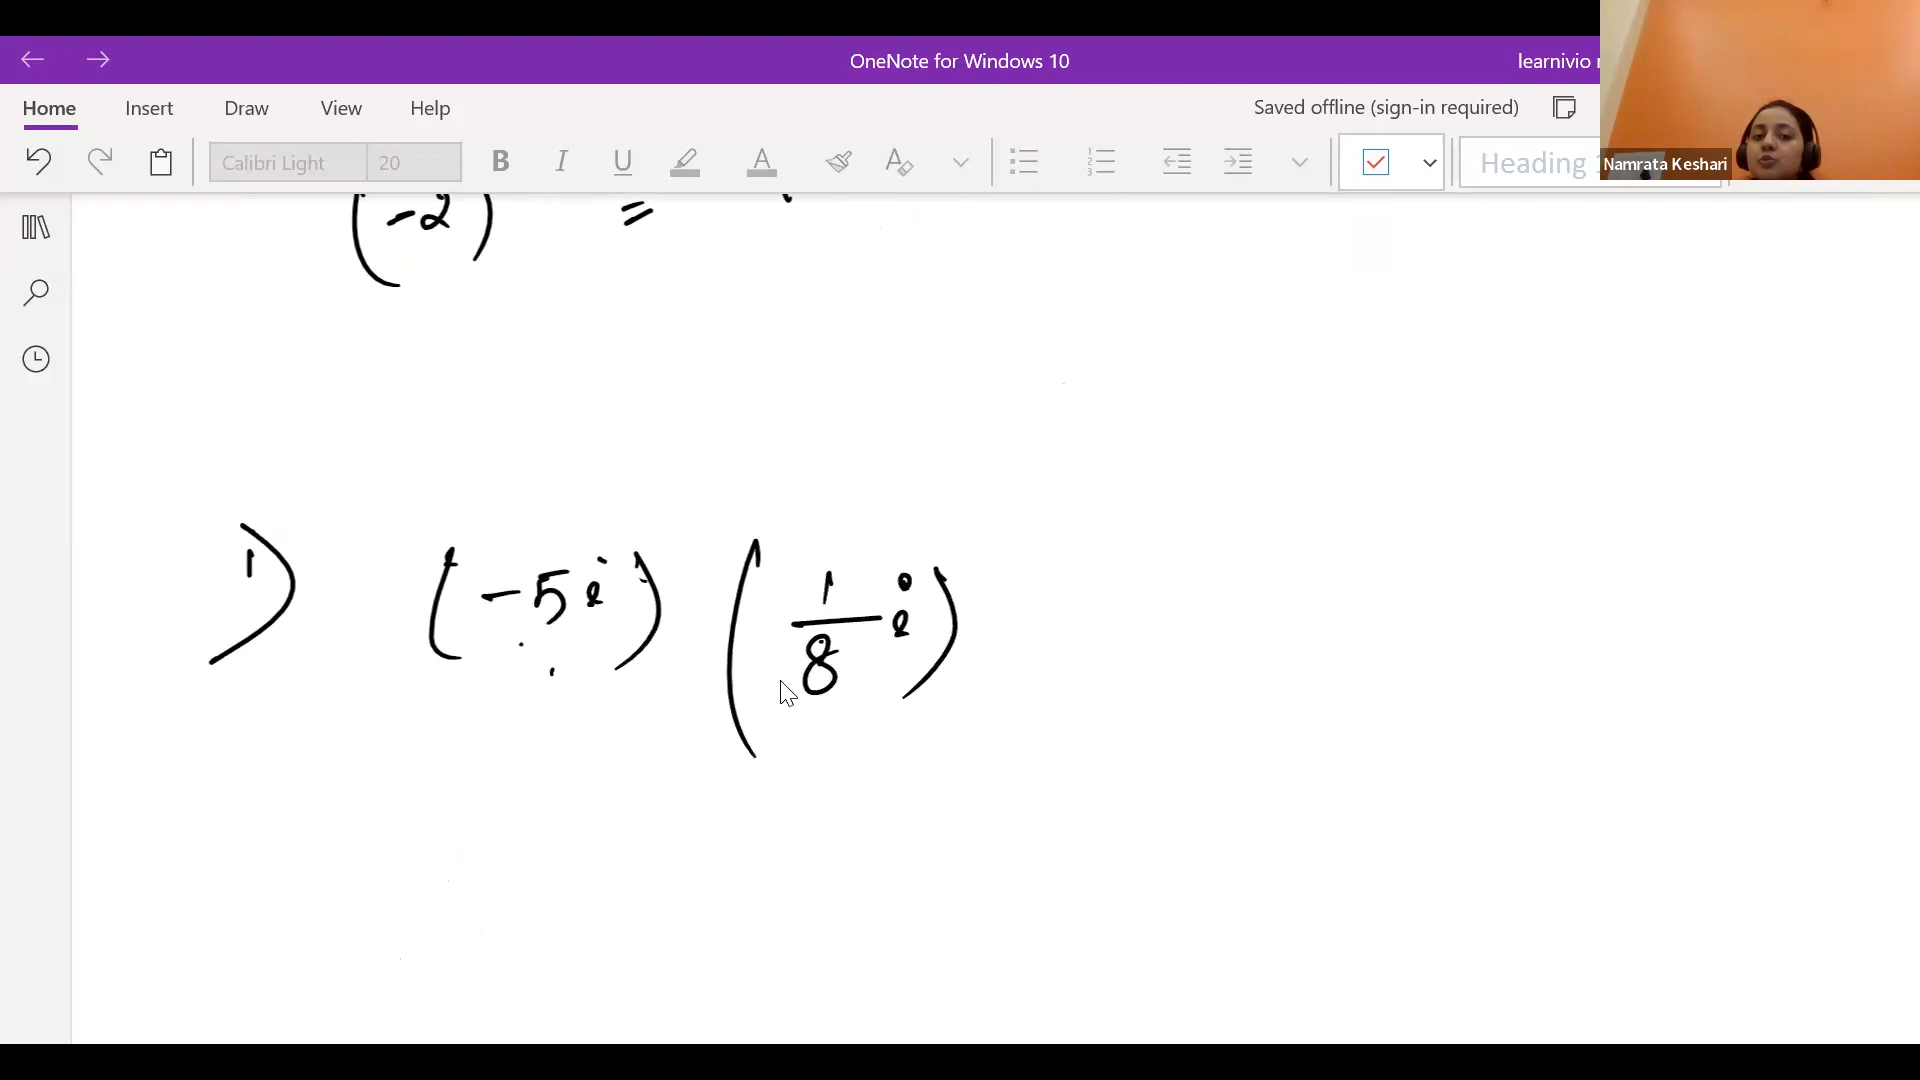 OneNote for Windows 10
learnivio
Home Insert Draw View Help
Saved offline (sign-in required)
Calibri Light 20 B I U A A Heading
Namrata Keshari
(-2) =
1) (-5i) (1/8 i)